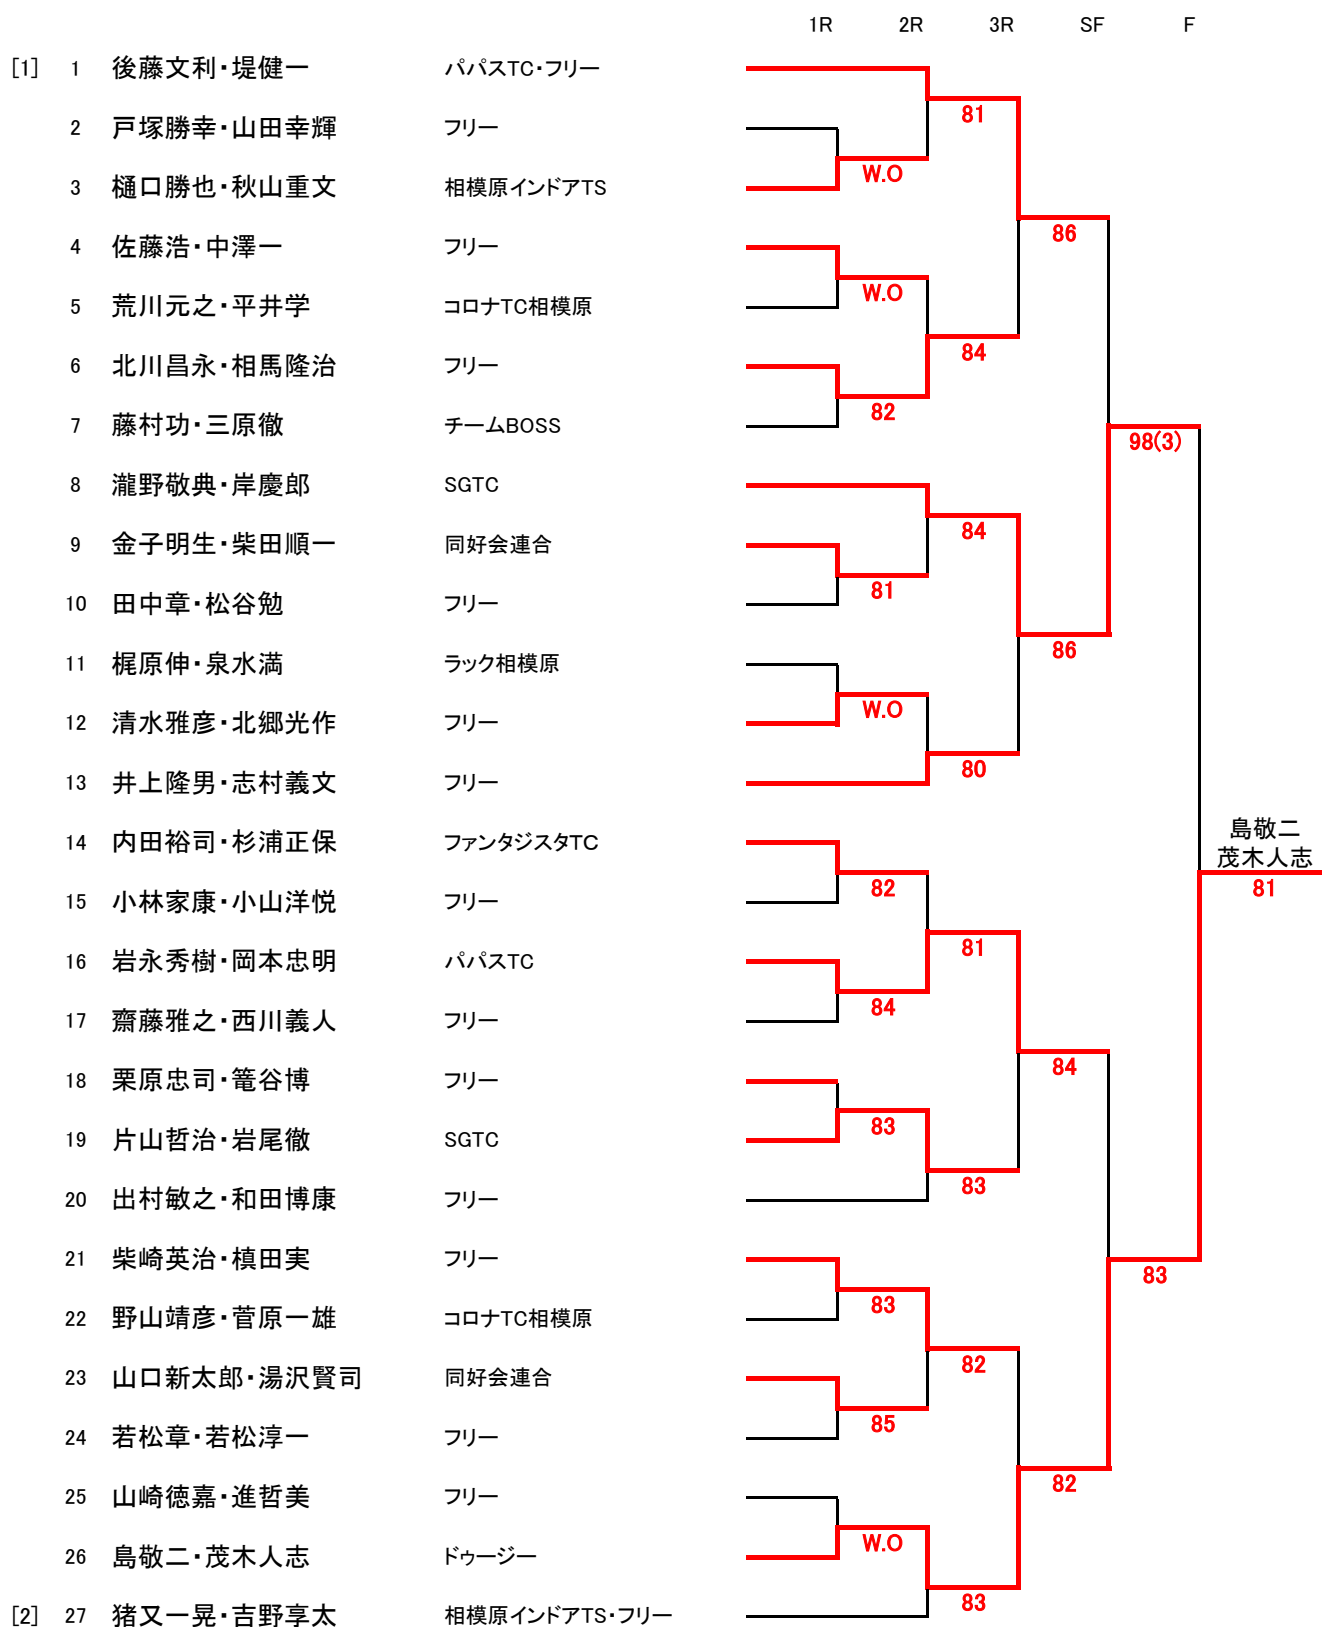 1R 2R 3R SF F
[1] 1 後藤文利・堤健一 パパスTC・フリー
81
2 戸塚勝幸・山田幸輝 フリー
W.O
3 樋口勝也・秋山重文 相模原インドアTS
86
4 佐藤浩・中澤一 フリー
W.O
5 荒川元之・平井学 コロナTC相模原
84
6 北川昌永・相馬隆治 フリー
82
7 藤村功・三原徹 チームBOSS
98(3)
8 瀧野敬典・岸慶郎 SGTC
84
9 金子明生・柴田順一 同好会連合
81
10 田中章・松谷勉 フリー
86
11 梶原伸・泉水満 ラック相模原
W.O
12 清水雅彦・北郷光作 フリー
80
13 井上隆男・志村義文 フリー
島敬二
14 内田裕司・杉浦正保 ファンタジスタTC
茂木人志
82 81
15 小林家康・小山洋悦 フリー
81
16 岩永秀樹・岡本忠明 パパスTC
84
17 齋藤雅之・西川義人 フリー
84
18 栗原忠司・篭谷博 フリー
83
19 片山哲治・岩尾徹 SGTC
83
20 出村敏之・和田博康 フリー
21 柴崎英治・槙田実 フリー
83
83
22 野山靖彦・菅原一雄 コロナTC相模原
82
23 山口新太郎・湯沢賢司 同好会連合
85
24 若松章・若松淳一 フリー
82
25 山崎徳嘉・進哲美 フリー
W.O
26 島敬二・茂木人志 ドゥージー
83
[2] 27 猪又一晃・吉野享太 相模原インドアTS・フリー